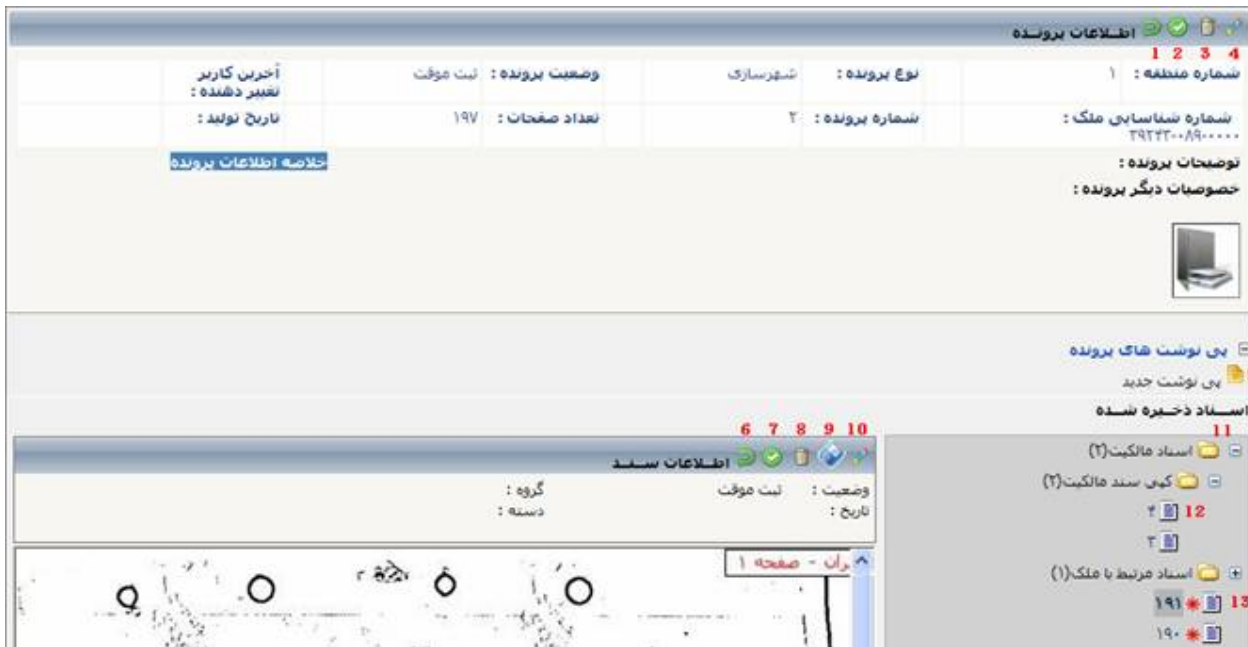 اطلاعات پرونده
1 2 3 4
شماره منطقه : ۱ نوع پرونده : شهرسازی وضعیت پرونده : ثبت موقت آخرین کاربر تغییر دهنده :
شماره شناسایی ملک : نوع شماره پرونده : ۲ تعداد صفحات : ۱۹۷ تاریخ تولید :
توضیحات پرونده :
خلاصه اطلاعات پرونده
خصوصیات دیگر پرونده :
پی نوشت های پرونده
پی نوشت جدید
اسناد ذخیره شده
6 7 8 9 10
11
اسناد مالکیت(۲)
کپی سند مالکیت(۲)
۴ 12
۳
اسناد مرتبط با ملک(۱)
۱۹۱ 13
۱۹۰
اطلاعات سند
وضعیت : ثبت موقت گروه :
تاریخ : دسته :
ران - صفحه ۱